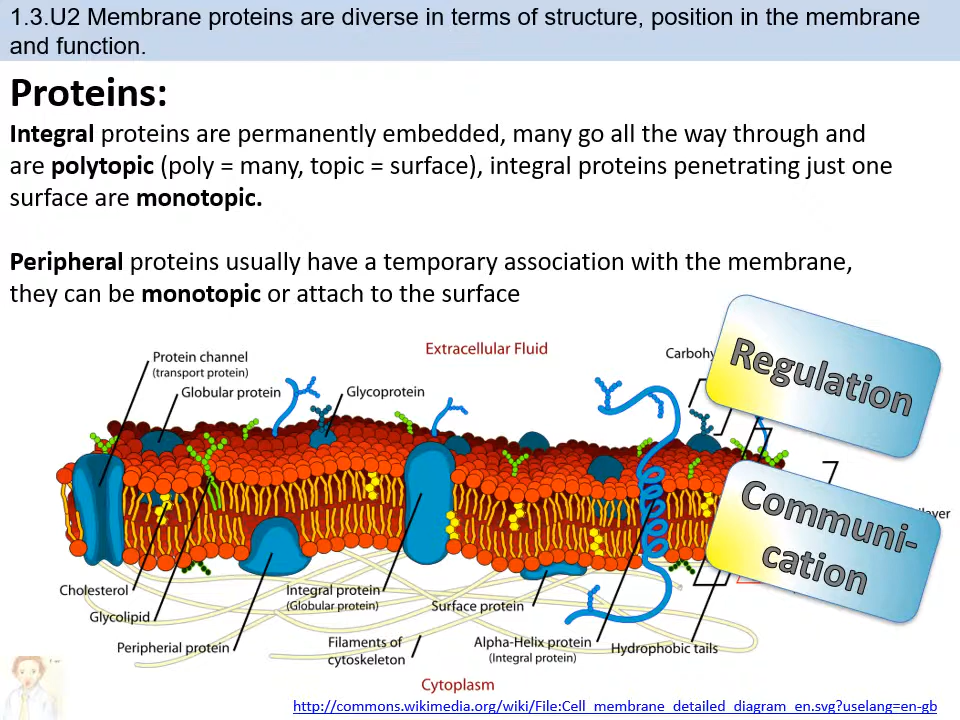 1.3.U2 Membrane proteins are diverse in terms of structure, position in the membrane
and function.
Proteins:
Integral proteins are permanently embedded, many go all the way through and
are polytopic (poly = many, topic = surface), integral proteins penetrating just one
surface are monotopic.
Peripheral proteins usually have a temporary association with the membrane,
they can be monotopic or attach to the surface
Extracellular Fluid
Protein channel
(transport protein)
Globular protein
Glycoprotein
Regulation
Communi-
cation
Cholesterol
Glycolipid
Peripherial protein
Integral protein
(Globular protein)
Filaments of
cytoskeleton
Surface protein
Alpha-Helix protein
(Integral protein)
Hydrophobic tails
Cytoplasm
http://commons.wikimedia.org/wiki/File:Cell_membrane_detailed_diagram_en.svg?uselang=en-gb